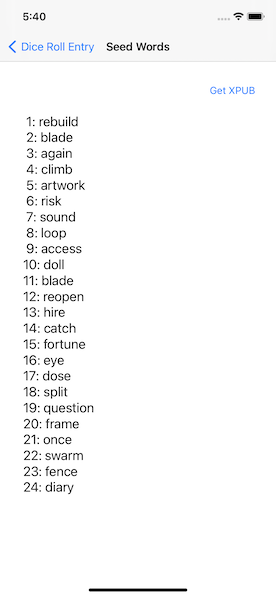 5:40
Dice Roll Entry Seed Words
Get XPUB
1: rebuild
2: blade
3: again
4: climb
5: artwork
6: risk
7: sound
8: loop
9: access
10: doll
11: blade
12: reopen
13: hire
14: catch
15: fortune
16: eye
17: dose
18: split
19: question
20: frame
21: once
22: swarm
23: fence
24: diary